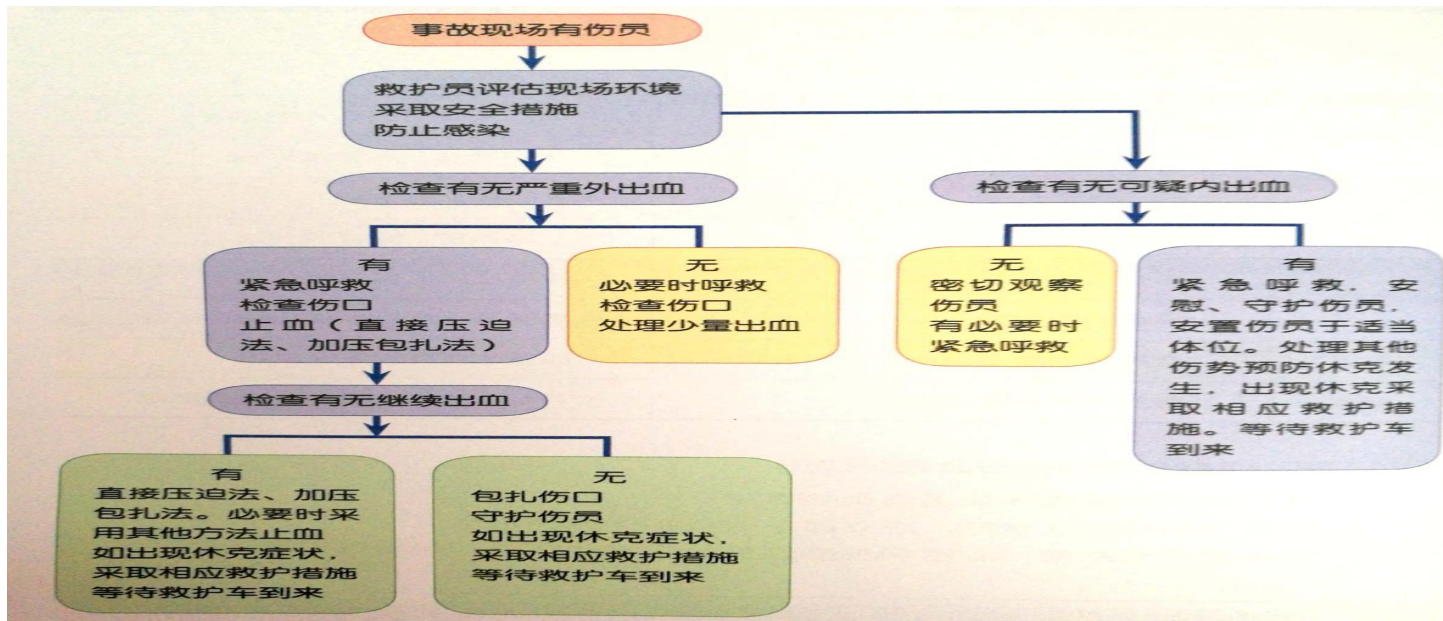 事故现场有伤员
救护员评估现场环境
采取安全措施
防止感染
检查有无严重外出血
检查有无可疑内出血
有
紧急呼救
检查伤口
止血(直接压迫
法、加压包扎法)
无
必要时呼救
检查伤口
处理少量出血
无
密切观察
伤员
有必要时
紧急呼救
有
紧急呼救，安
慰、守护伤员，
安置伤员于适当
体位。处理其他
伤势预防休克发
生，出现休克采
取相应救护措
施。等待救护车
到来
检查有无继续出血
有
直接压迫法、加压
包扎法。必要时采
用其他方法止血
如出现休克症状，
采取相应救护措施
等待救护车到来
无
包扎伤口
守护伤员
如出现休克症状，
采取相应救护措施
等待救护车到来